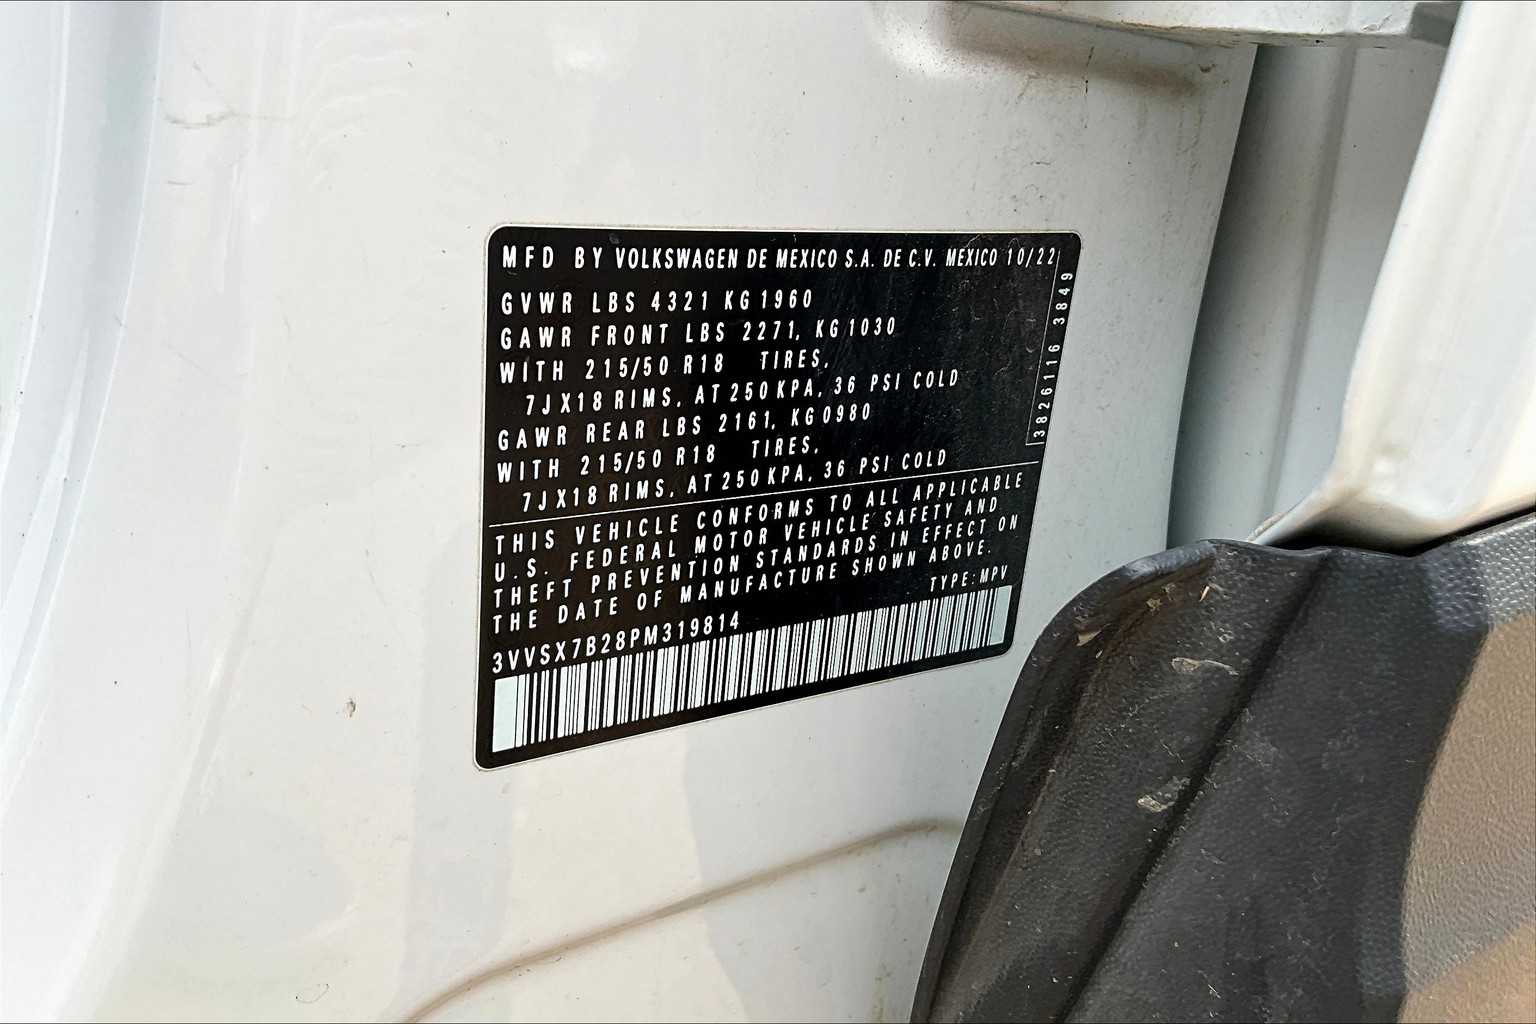 MFD BY VOLKSWAGEN DE MEXICO S.A. DE C.V. MEXICO 10/22
GVWR LBS 4321 KG 1960
GAWR FRONT LBS 2271, KG 1030
WITH 215/50 R18 TIRES,
7JX18 RIMS, AT 250 KPA, 36 PSI COLD
GAWR REAR LBS 2161, KG 0980
WITH 215/50 R18 TIRES,
7JX18 RIMS, AT 250 KPA, 36 PSI COLD
3826116 3849
THIS VEHICLE CONFORMS TO ALL APPLICABLE
U.S. FEDERAL MOTOR VEHICLE SAFETY AND
THEFT PREVENTION STANDARDS IN EFFECT ON
THE DATE OF MANUFACTURE SHOWN ABOVE.
TYPE: MPV
3VVSX7B28PM319814